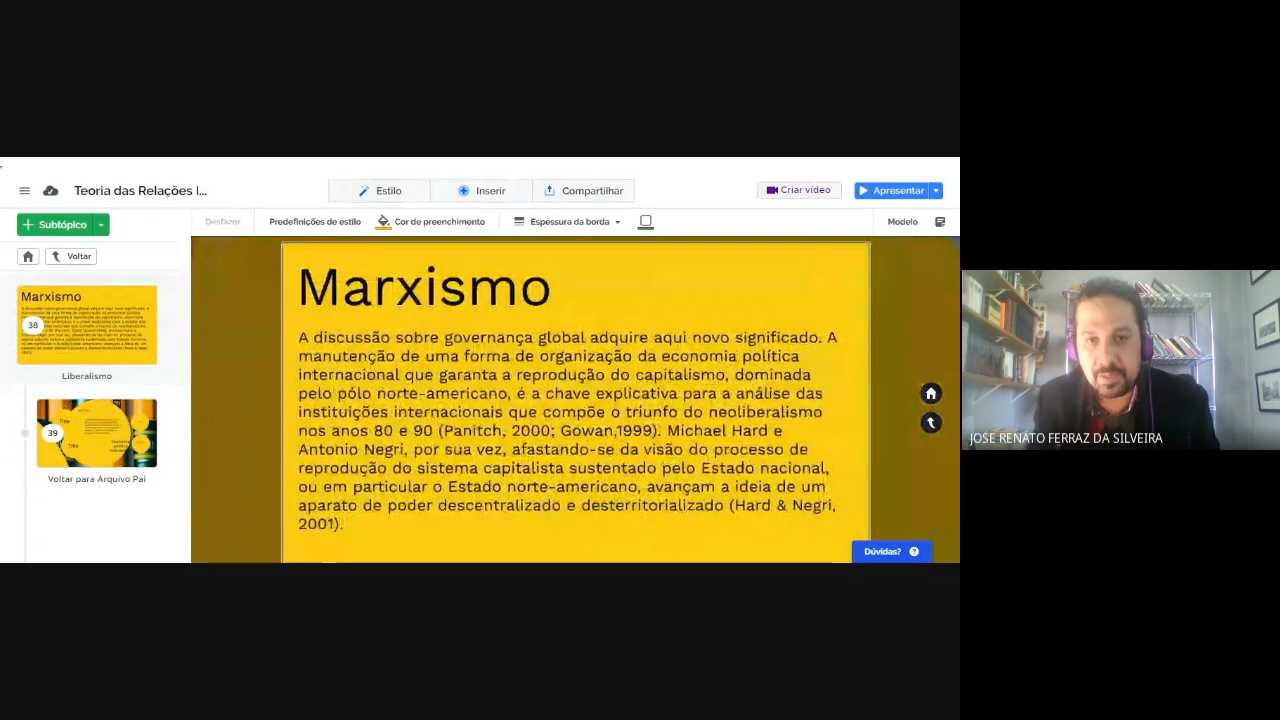 Teoria das Relações I...
Estilo
Inserir
Compartilhar
Criar vídeo
Apresentar
Subtópico
Desfazer
Predefinições de estilo
Cor de preenchimento
Espessura da borda
Modelo
Voltar
Marxismo
38
Liberalismo
39
Title
Title
Voltar para Arquivo Pai
Marxismo
A discussão sobre governança global adquire aqui novo significado. A
manutenção de uma forma de organização da economia política
internacional que garanta a reprodução do capitalismo, dominada
pelo pólo norte-americano, é a chave explicativa para a análise das
instituições internacionais que compõe o triunfo do neoliberalismo
nos anos 80 e 90 (Panitch, 2000; Gowan,1999). Michael Hard e
Antonio Negri, por sua vez, afastando-se da visão do processo de
reprodução do sistema capitalista sustentado pelo Estado nacional,
ou em particular o Estado norte-americano, avançam a ideia de um
aparato de poder descentralizado e desterritorializado (Hard & Negri,
2001).
Dúvidas? ?
JOSE RENATO FERRAZ DA SILVEIRA